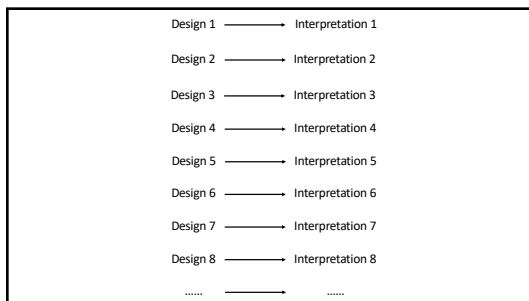 Design 1 Interpretation 1
Design 2 Interpretation 2
Design 3 Interpretation 3
Design 4 Interpretation 4
Design 5 Interpretation 5
Design 6 Interpretation 6
Design 7 Interpretation 7
Design 8 Interpretation 8
...... ......